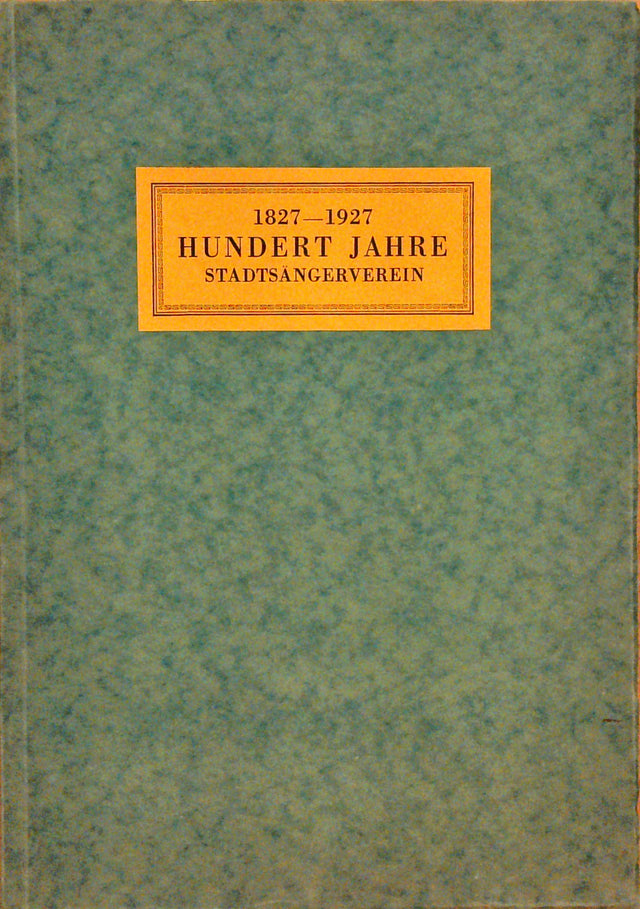 1827—1927
HUNDERT JAHRE
STADTSÄNGERVEREIN